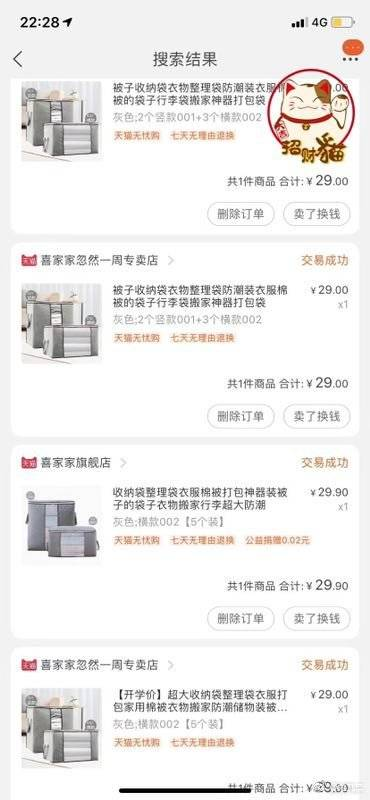 22:28
4G
搜索结果
被子收纳袋衣物整理袋防潮装衣服棉
被的袋子行李袋搬家神器打包袋
灰色;2个竖款001+3个横款002
天猫无忧购 七天无理由退换
招财猫
共1件商品 合计:￥29.00
删除订单 卖了换钱
天猫 喜家家忽然一周专卖店 交易成功
被子收纳袋衣物整理袋防潮装衣服棉 ￥29.00
被的袋子行李袋搬家神器打包袋 x1
灰色;2个竖款001+3个横款002
天猫无忧购 七天无理由退换
共1件商品 合计:￥29.00
删除订单 卖了换钱
天猫 喜家家旗舰店 交易成功
收纳袋整理袋衣服棉被打包神器装被 ￥29.90
子的袋子衣物搬家行李超大防潮 x1
灰色;横款002【5个装】
天猫无忧购 七天无理由退换 公益捐赠0.02元
共1件商品 合计:￥29.90
删除订单 卖了换钱
天猫 喜家家忽然一周专卖店 交易成功
【开学价】超大收纳袋整理袋衣服打 ￥29.00
包家用棉被衣物搬家防潮储物装被... x1
灰色;横款002【5个装】
天猫无忧购 七天无理由退换
共1件商品 合计:￥29.00